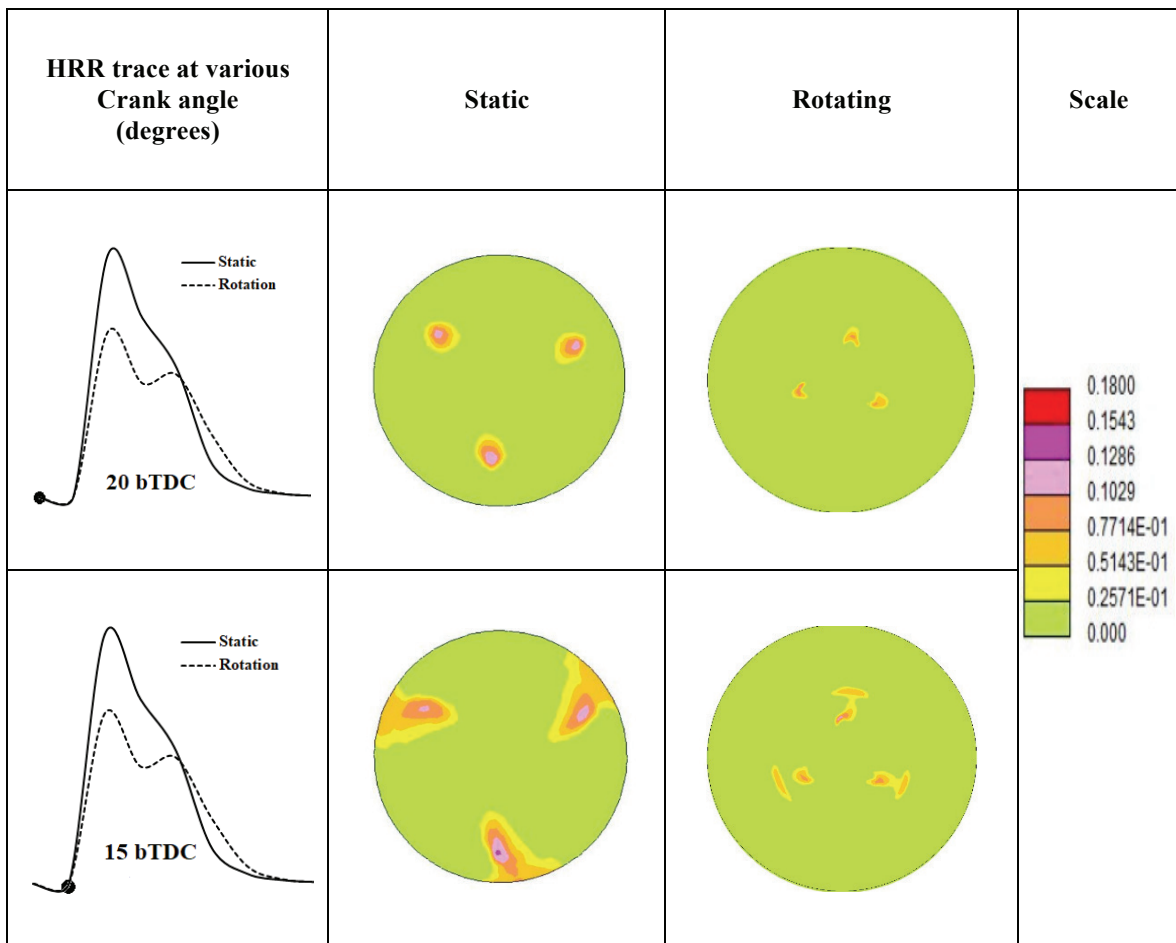 HRR trace at various
Crank angle
(degrees)
Static
Rotating
Scale
Static
Rotation
20 bTDC
0.1800
0.1543
0.1286
0.1029
0.7714E-01
0.5143E-01
0.2571E-01
0.000
Static
Rotation
15 bTDC